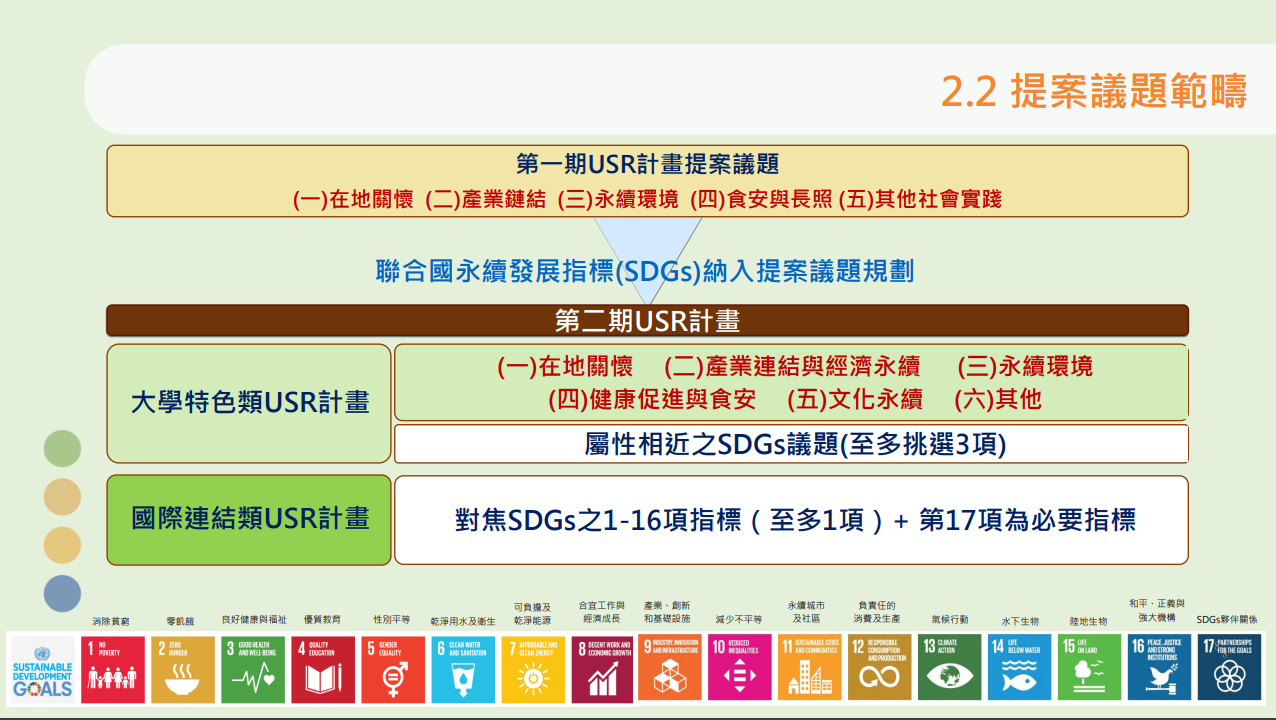 2.2 提案議題範疇
第一期USR計畫提案議題
(一)在地關懷 (二)產業鏈結 (三)永續環境 (四)食安與長照 (五)其他社會實踐
聯合國永續發展指標(SDGs)納入提案議題規劃
第二期USR計畫
大學特色類USR計畫
(一)在地關懷 (二)產業連結與經濟永續 (三)永續環境
(四)健康促進與食安 (五)文化永續 (六)其他
屬性相近之SDGs議題(至多挑選3項)
國際連結類USR計畫
對焦SDGs之1-16項指標（至多1項）+ 第17項為必要指標
消除貧窮
零飢餓
良好健康與福祉
優質教育
性別平等
乾淨用水及衛生
可負擔及
乾淨能源
合宜工作與
經濟成長
產業、創新
和基礎設施
減少不平等
永續城市
及社區
負責任的
消費及生產
氣候行動
水下生物
陸地生物
和平、正義與
強大機構
SDGs夥伴關係
SUSTAINABLE
DEVELOPMENT
GOALS
1 NO
POVERTY
2 ZERO
HUNGER
3 GOOD HEALTH
AND WELL-BEING
4 QUALITY
EDUCATION
5 GENDER
EQUALITY
6 CLEAN WATER
AND SANITATION
7 AFFORDABLE AND
CLEAN ENERGY
8 DECENT WORK AND
ECONOMIC GROWTH
9 INDUSTRY, INNOVATION
AND INFRASTRUCTURE
10 REDUCED
INEQUALITIES
11 SUSTAINABLE CITIES
AND COMMUNITIES
12 RESPONSIBLE
CONSUMPTION
AND PRODUCTION
13 CLIMATE
ACTION
14 LIFE
BELOW WATER
15 LIFE
ON LAND
16 PEACE, JUSTICE
AND STRONG
INSTITUTIONS
17 PARTNERSHIPS
FOR THE GOALS